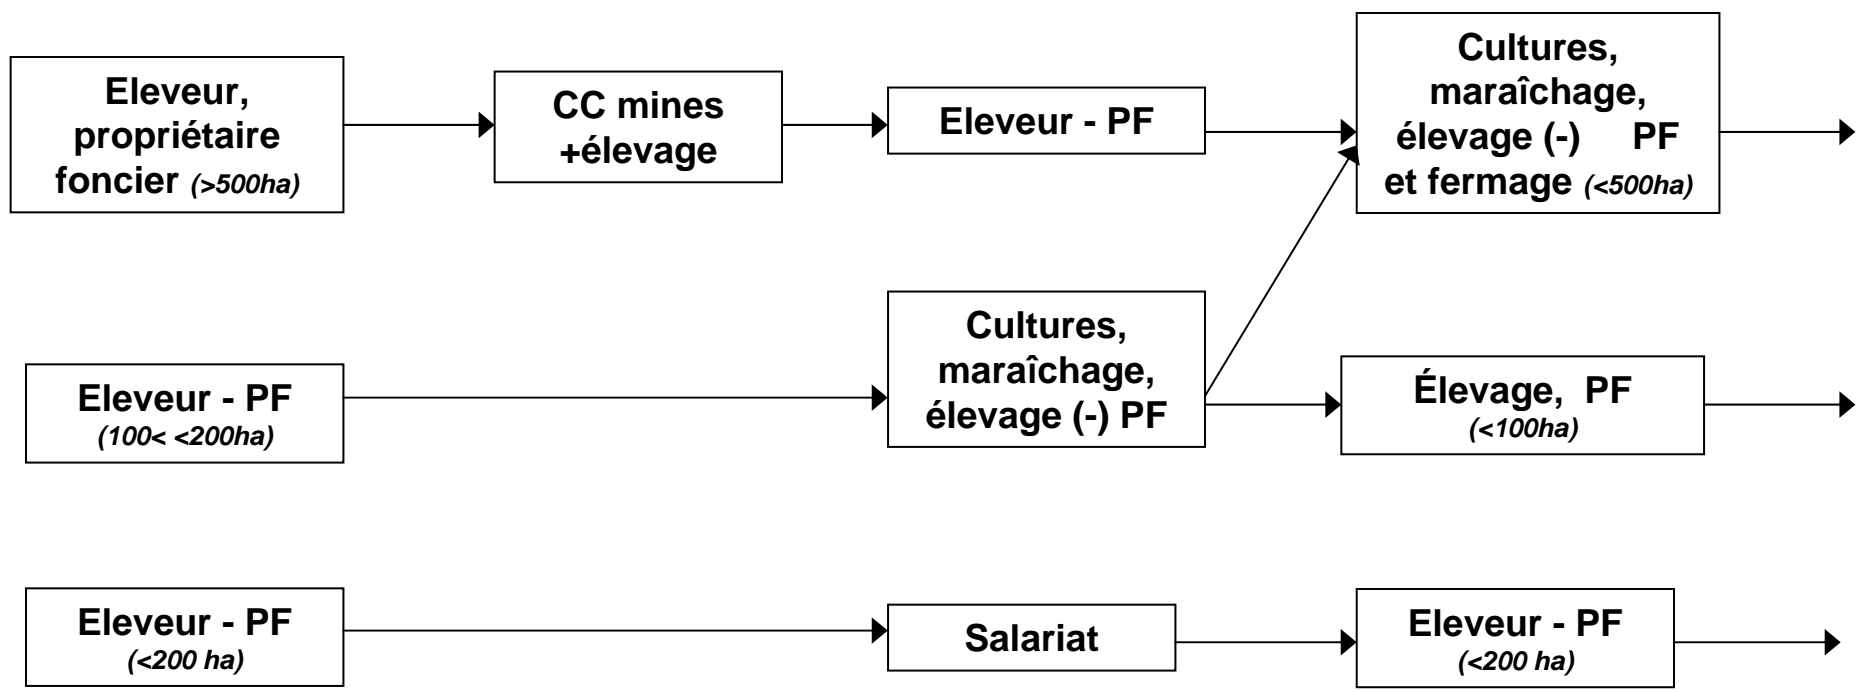 Eleveur,
propriétaire
foncier (>500ha)
CC mines
+élevage
Eleveur - PF
Cultures,
maraîchage,
élevage (-) PF
et fermage (<500ha)
Eleveur - PF
(100< <200ha)
Cultures,
maraîchage,
élevage (-) PF
Élevage, PF
(<100ha)
Eleveur - PF
(<200 ha)
Salariat
Eleveur - PF
(<200 ha)